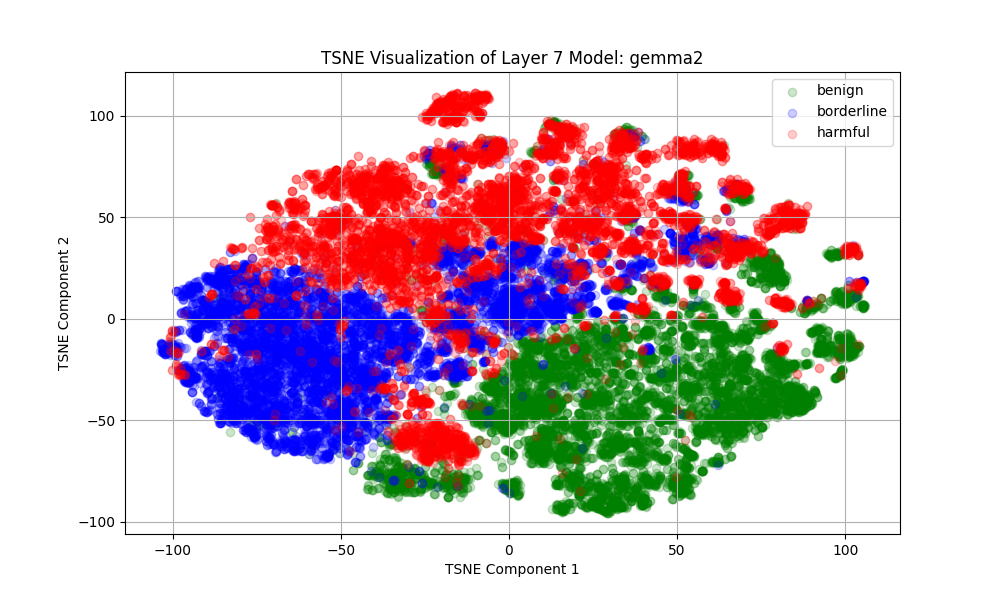 TSNE Visualization of Layer 7 Model: gemma2
benign
borderline
harmful
100
50
0
−50
−100
TSNE Component 2
−100
−50
0
50
100
TSNE Component 1